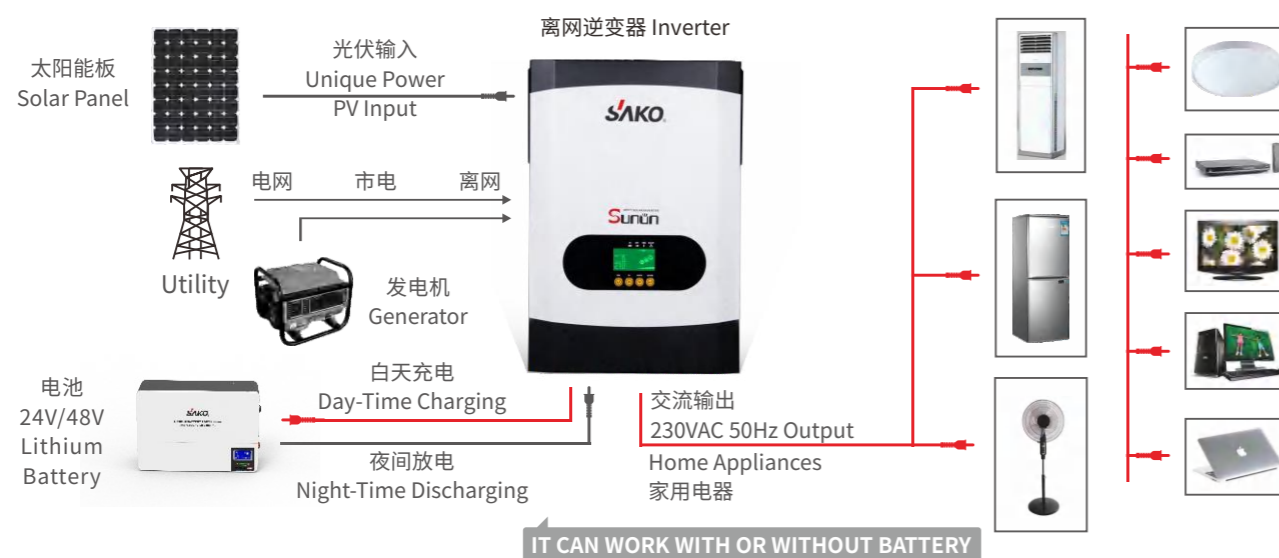 离网逆变器 Inverter
太阳能板
Solar Panel
光伏输入
Unique Power
PV Input
SAKO
电网 市电 离网
Utility
发电机
Generator
Sunon
电池
24V/48V
Lithium
Battery
SAKO
白天充电
Day-Time Charging
夜间放电
Night-Time Discharging
交流输出
230VAC 50Hz Output
Home Appliances
家用电器
IT CAN WORK WITH OR WITHOUT BATTERY